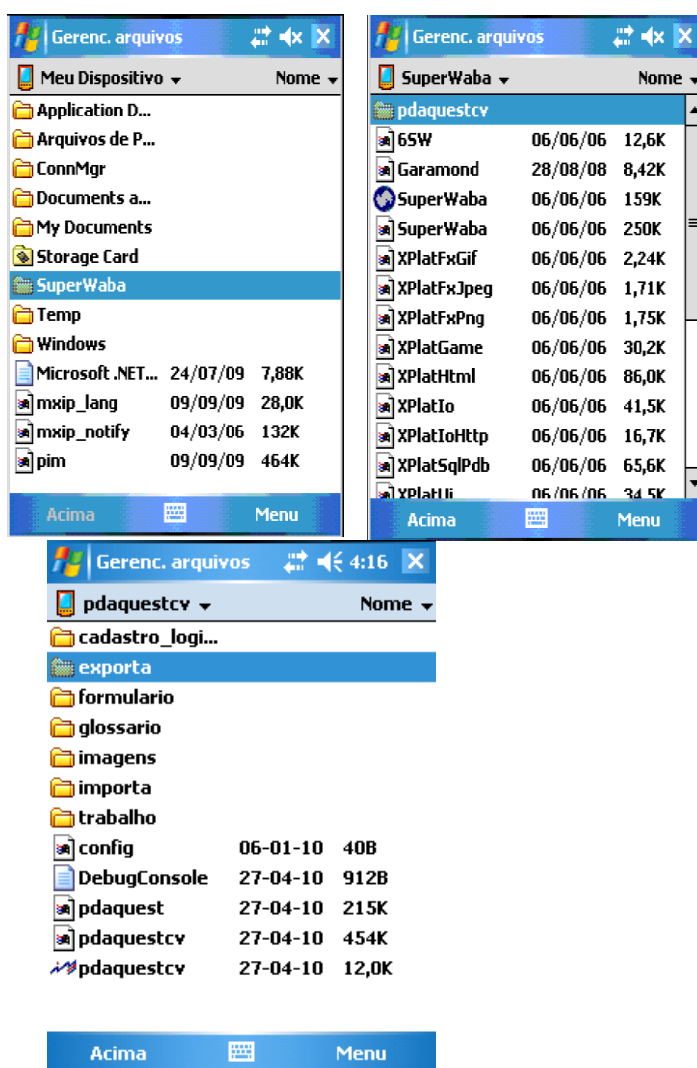 Gerenc. arquivos
Meu Dispositivo Nome
Application D...
Arquivos de P...
ConnMgr
Documents a...
My Documents
Storage Card
SuperWaba
Temp
Windows
Microsoft .NET... 24/07/09 7,88K
mxip_lang 09/09/09 28,0K
mxip_notify 04/03/06 132K
pim 09/09/09 464K
Acima Menu
Gerenc. arquivos
SuperWaba Nome
pdaquestcv
6SW 06/06/06 12,6K
Garamond 28/08/08 8,42K
SuperWaba 06/06/06 159K
SuperWaba 06/06/06 250K
XPlatFxGif 06/06/06 2,24K
XPlatFxJpeg 06/06/06 1,71K
XPlatFxPng 06/06/06 1,75K
XPlatGame 06/06/06 30,2K
XPlatHtml 06/06/06 86,0K
XPlatIo 06/06/06 41,5K
XPlatIoHttp 06/06/06 16,7K
XPlatSqlPdb 06/06/06 65,6K
XPlatUi 06/06/06 34,5K
Acima Menu
Gerenc. arquivos 4:16
pdaquestcv Nome
cadastro_logi...
exporta
formulario
glossario
imagens
importa
trabalho
config 06-01-10 40B
DebugConsole 27-04-10 912B
pdaquest 27-04-10 215K
pdaquestcv 27-04-10 454K
pdaquestcv 27-04-10 12,0K
Acima Menu